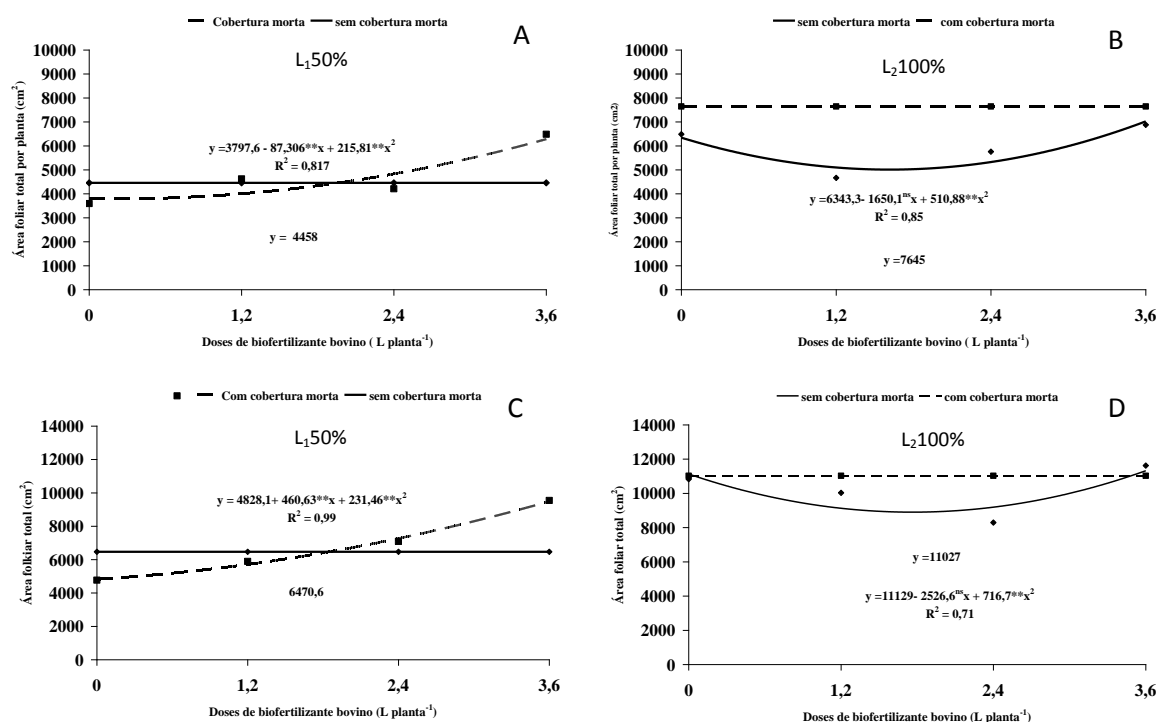 Cobertura morta sem cobertura morta
A
L₁50%
Área foliar total por planta (cm²)
10000
9000
8000
7000
6000
5000
4000
3000
2000
1000
0
y =3797,6 - 87,306**x + 215,81**x²
R² = 0,817
y = 4458
0 1,2 2,4 3,6
Doses de biofertilizante bovino ( L planta⁻¹)
sem cobertura morta com cobertura morta
B
L₂100%
Área foliar total por planta (cm2)
10000
9000
8000
7000
6000
5000
4000
3000
2000
1000
0
y =6343,3- 1650,1ⁿˢx + 510,88**x²
R² = 0,85
y =7645
0 1,2 2,4 3,6
Doses de biofertilizante bovino ( L planta⁻¹)
Com cobertura morta sem cobertura morta
C
L₁50%
Área folkiar total (cm²)
14000
12000
10000
8000
6000
4000
2000
0
y = 4828,1+ 460,63**x + 231,46**x²
R² = 0,99
6470,6
0 1,2 2,4 3,6
Doses de biofertilizante bovino (L planta⁻¹)
sem cobertura morta com cobertura morta
D
L₂100%
Área foliar total (cm²)
14000
12000
10000
8000
6000
4000
2000
0
y =11027
y =11129- 2526,6ⁿˢx + 716,7**x²
R² = 0,71
0 1,2 2,4 3,6
Doses de biofertilizante bovino (L planta⁻¹)